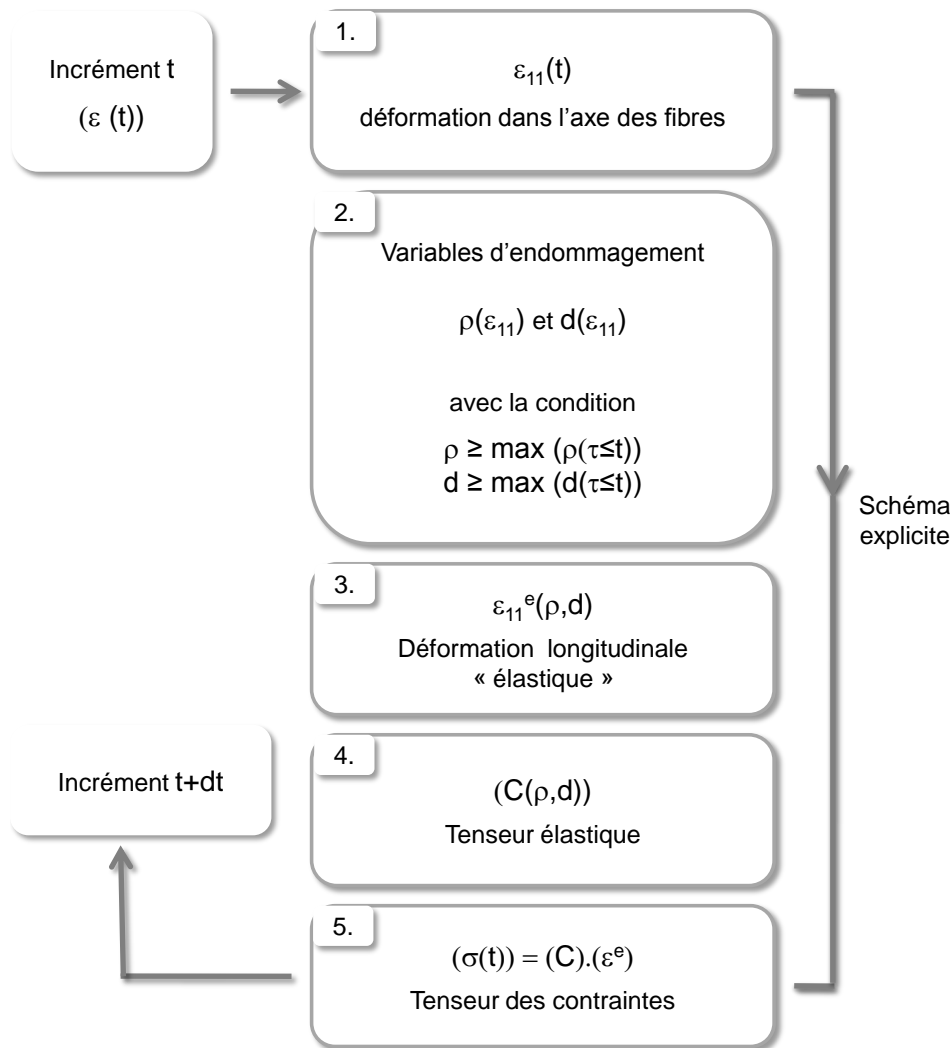 Incrément t
(ε (t))
1.
ε₁₁(t)
déformation dans l'axe des fibres
2.
Variables d'endommagement
ρ(ε₁₁) et d(ε₁₁)
avec la condition
ρ ≥ max (ρ(τ≤t))
d ≥ max (d(τ≤t))
Schéma
explicite
3.
ε₁₁ᵉ(ρ,d)
Déformation longitudinale
« élastique »
Incrément t+dt
4.
(C(ρ,d))
Tenseur élastique
5.
(σ(t)) = (C).(εᵉ)
Tenseur des contraintes